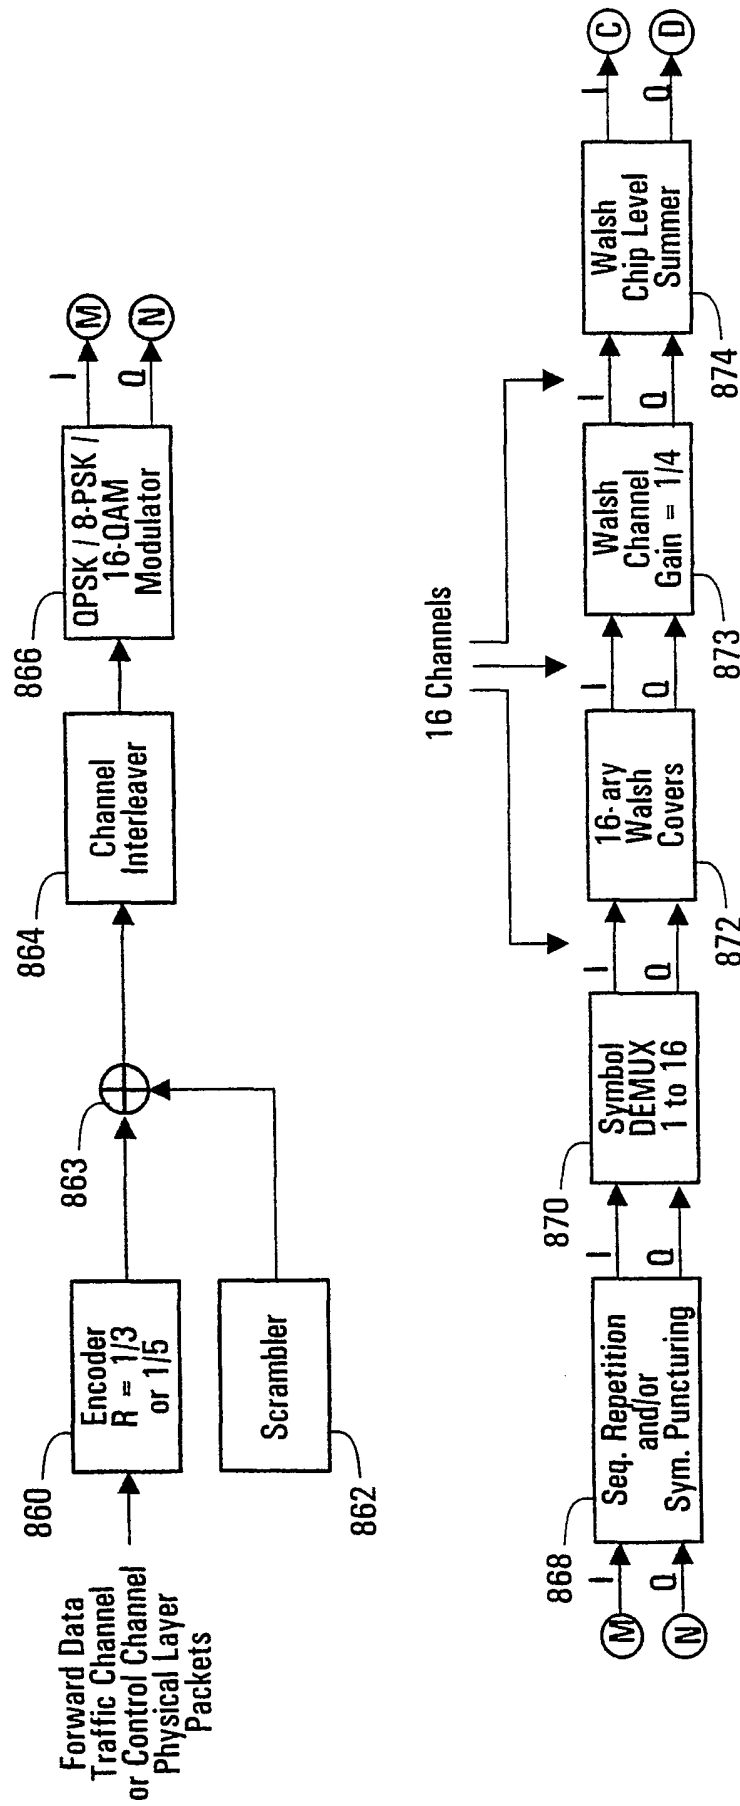 Forward Data
Traffic Channel
or Control Channel
Physical Layer
Packets
860
Encoder
R = 1/3
or 1/5
862
Scrambler
863
864
Channel
Interleaver
866
QPSK / 8-PSK /
16-QAM
Modulator
I
Q
M
N
M
N
I
Q
868
Seq. Repetition
and/or
Sym. Puncturing
I
Q
870
Symbol
DEMUX
1 to 16
I
Q
16 Channels
872
16-ary
Walsh
Covers
I
Q
873
Walsh
Channel
Gain = 1/4
I
Q
874
Walsh
Chip Level
Summer
I
Q
C
D